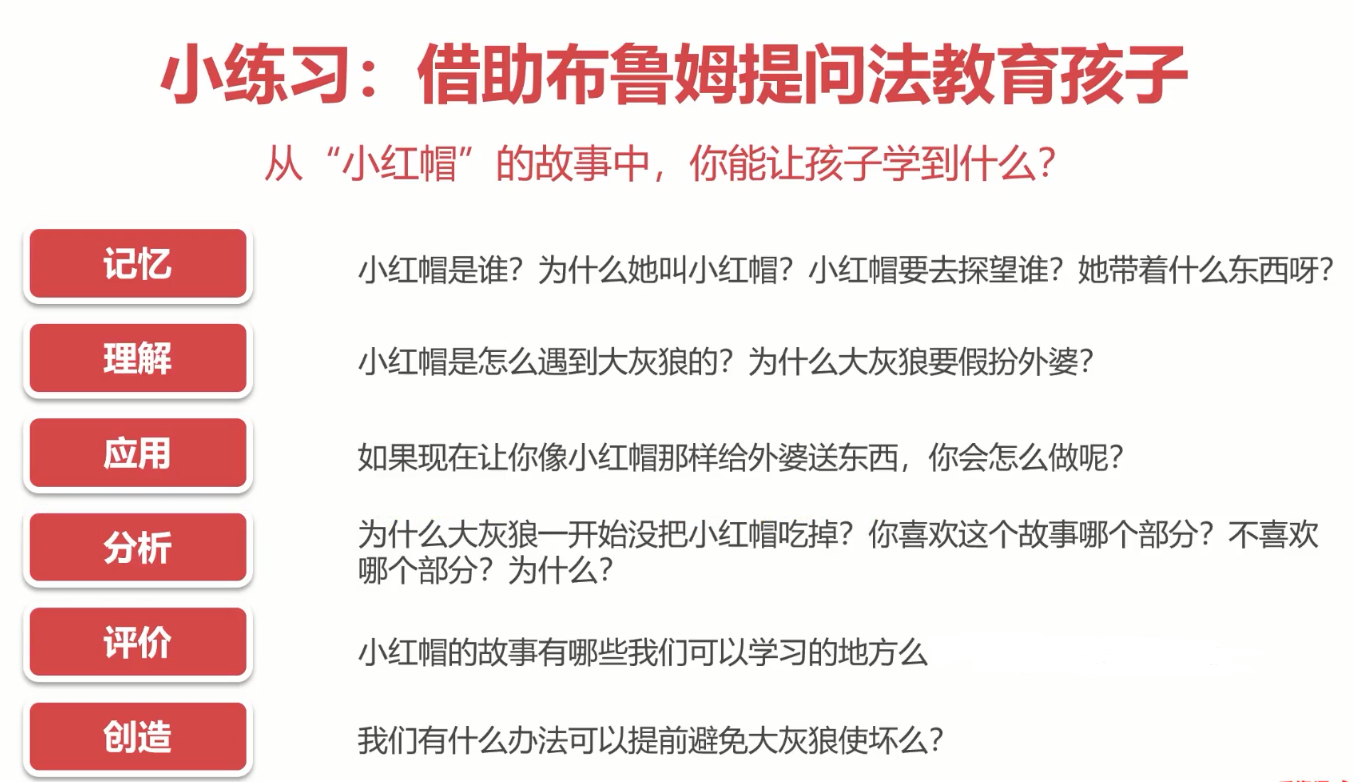 小练习：借助布鲁姆提问法教育孩子
从“小红帽”的故事中，你能让孩子学到什么？
记忆
小红帽是谁？为什么她叫小红帽？小红帽要去探望谁？她带着什么东西呀？
理解
小红帽是怎么遇到大灰狼的？为什么大灰狼要假扮外婆？
应用
如果现在让你像小红帽那样给外婆送东西，你会怎么做呢？
分析
为什么大灰狼一开始没把小红帽吃掉？你喜欢这个故事哪个部分？不喜欢
哪个部分？为什么？
评价
小红帽的故事有哪些我们可以学习的地方么
创造
我们有什么办法可以提前避免大灰狼使坏么？